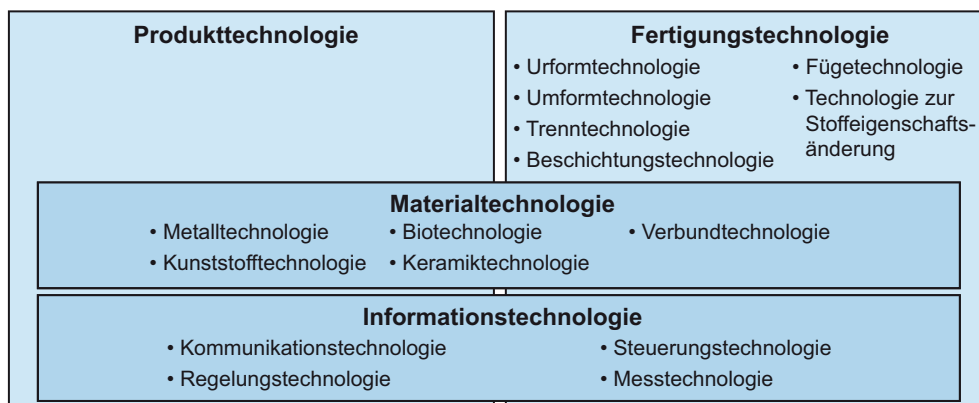 Produkttechnologie
Fertigungstechnologie
• Urformtechnologie
• Umformtechnologie
• Trenntechnologie
• Beschichtungstechnologie
• Fügetechnologie
• Technologie zur
Stoffeigenschafts-
änderung
Materialtechnologie
• Metalltechnologie
• Kunststofftechnologie
• Biotechnologie
• Keramiktechnologie
• Verbundtechnologie
Informationstechnologie
• Kommunikationstechnologie
• Regelungstechnologie
• Steuerungstechnologie
• Messtechnologie